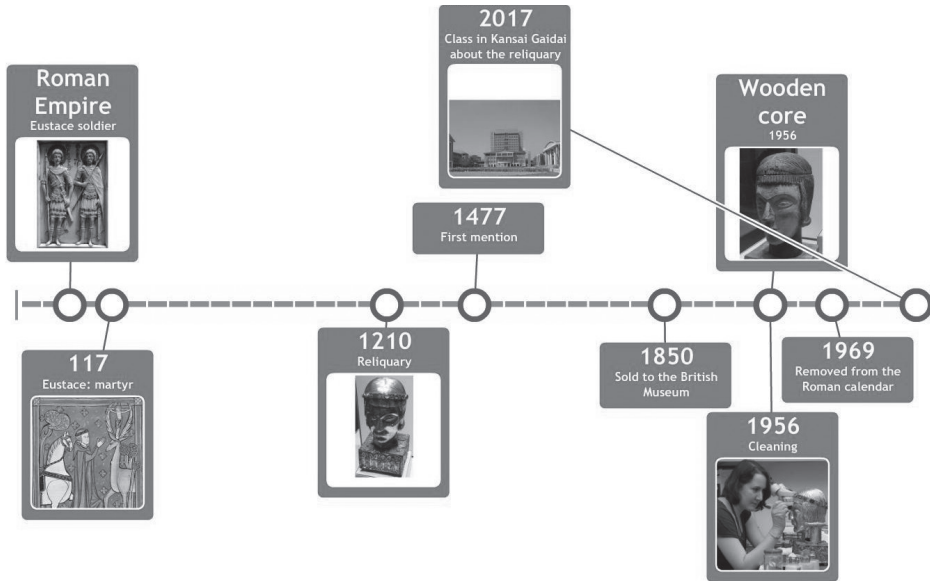 Roman
Empire
Eustace soldier
117
Eustace: martyr
1210
Reliquary
1477
First mention
2017
Class in Kansai Gaidai
about the reliquary
1850
Sold to the British
Museum
Wooden
core
1956
1956
Cleaning
1969
Removed from the
Roman calendar